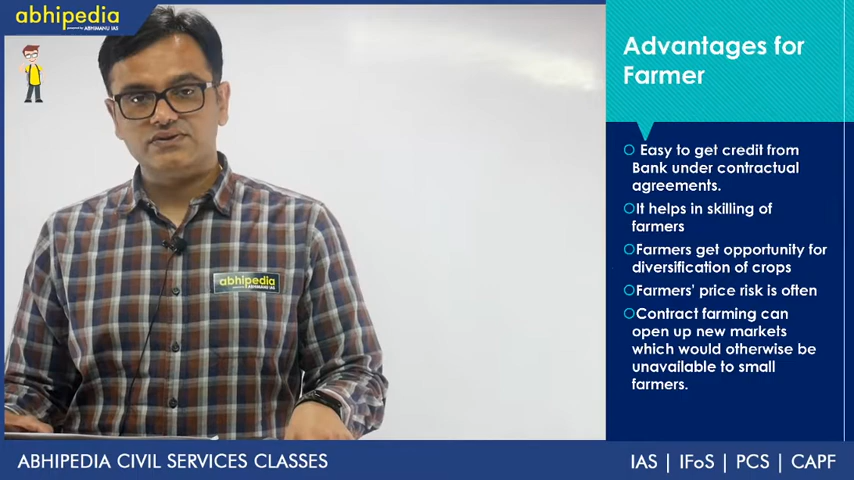 abhipedia
powered by ABHIMANU IAS
abhipedia
Advantages for
Farmer
Easy to get credit from
Bank under contractual
agreements.
It helps in skilling of
farmers
Farmers get opportunity for
diversification of crops
Farmers' price risk is often
Contract farming can
open up new markets
which would otherwise be
unavailable to small
farmers.
ABHIPEDIA CIVIL SERVICES CLASSES
IAS | IFoS | PCS | CAPF